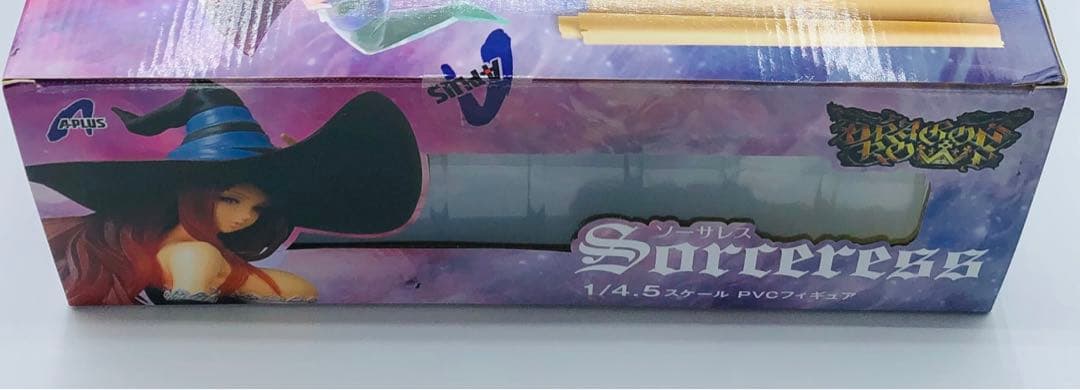 A-PLUS
A-PLUS
DRAGON'S CROWN
ソーサレス
Sorceress
1/4.5スケール PVCフィギュア